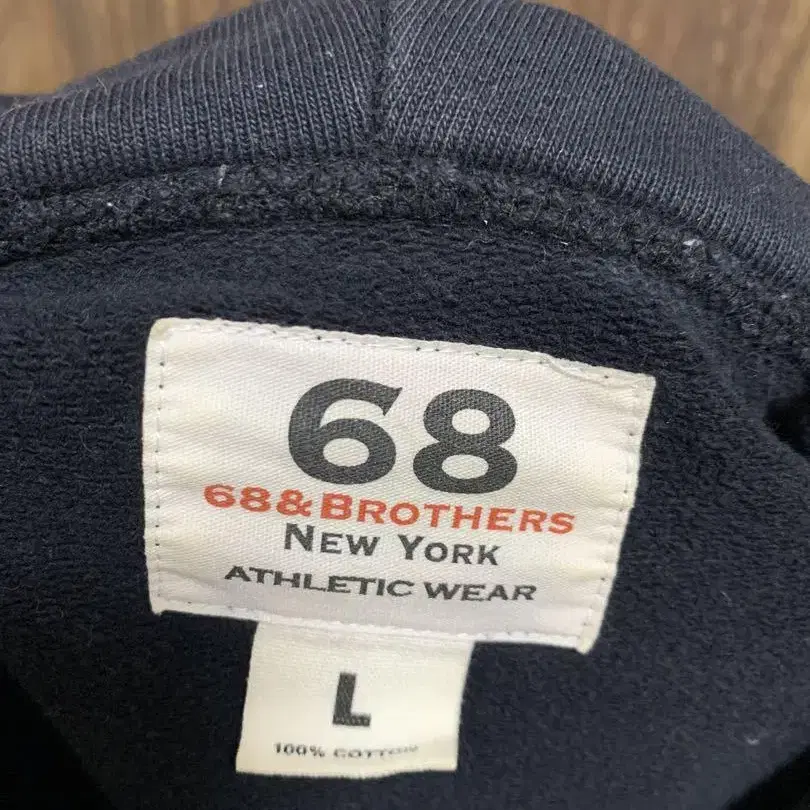 68
68&BROTHERS
NEW YORK
ATHLETIC WEAR
L
100% COTTON